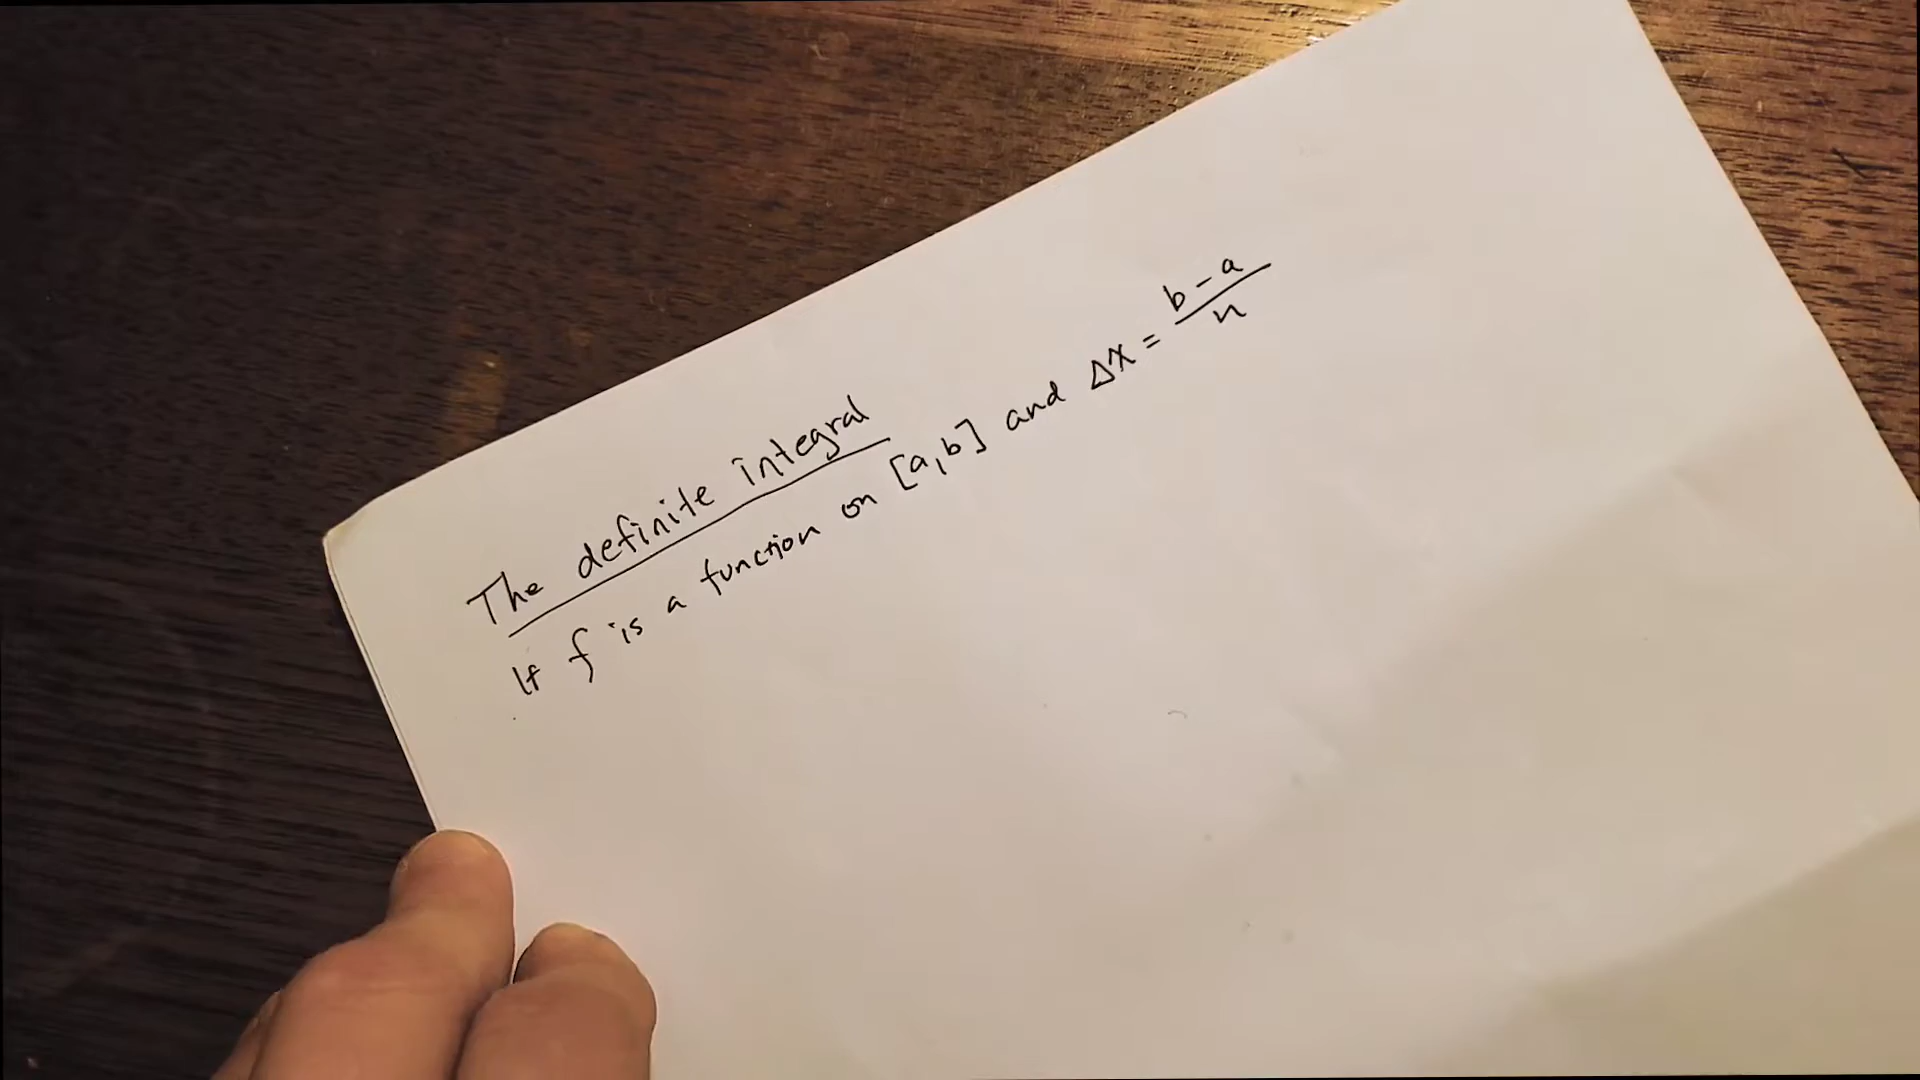 The definite integral
If f is a function on [a,b] and Δx = b-a/n